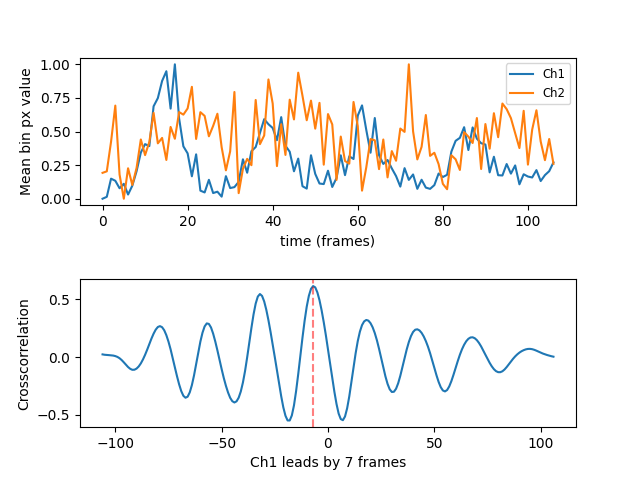 1.00
0.75
0.50
0.25
0.00
Mean bin px value
Ch1
Ch2
0 20 40 60 80 100
time (frames)
0.5
0.0
−0.5
Crosscorrelation
−100 −50 0 50 100
Ch1 leads by 7 frames